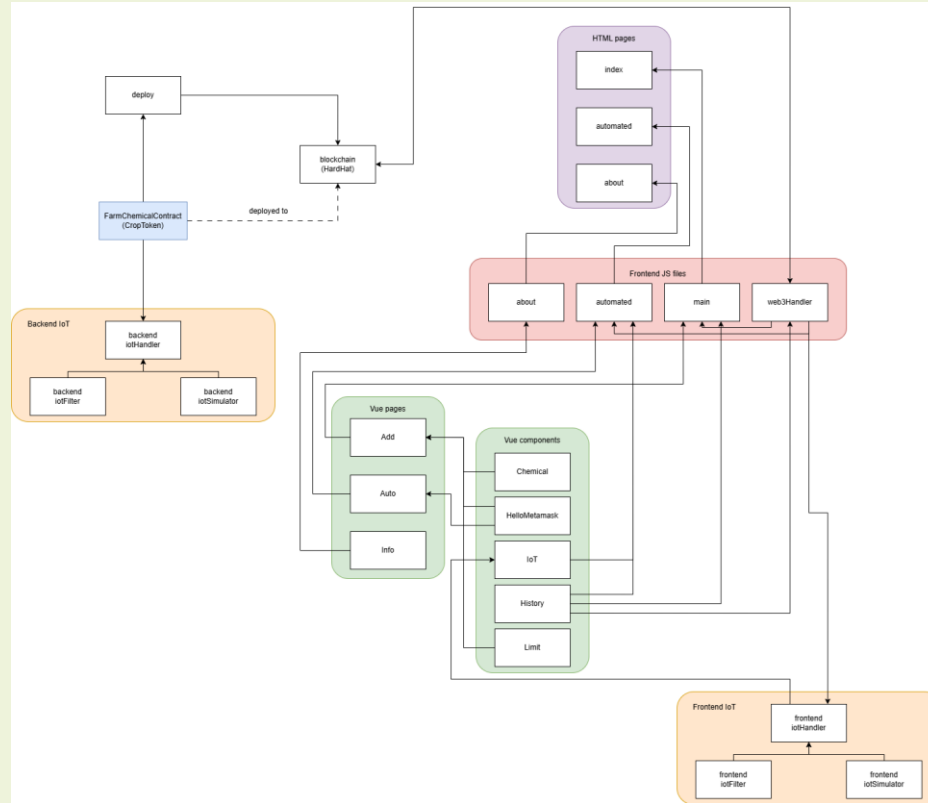 HTML pages
index
automated
about
deploy
blockchain
(HardHat)
FarmChemicalContract
(CropToken)
deployed to
Frontend JS files
about
automated
main
web3Handler
Backend IoT
backend
iotHandler
backend
iotFilter
backend
iotSimulator
Vue pages
Add
Auto
Info
Vue components
Chemical
HelloMetamask
IoT
History
Limit
Frontend IoT
frontend
iotHandler
frontend
iotFilter
frontend
iotSimulator